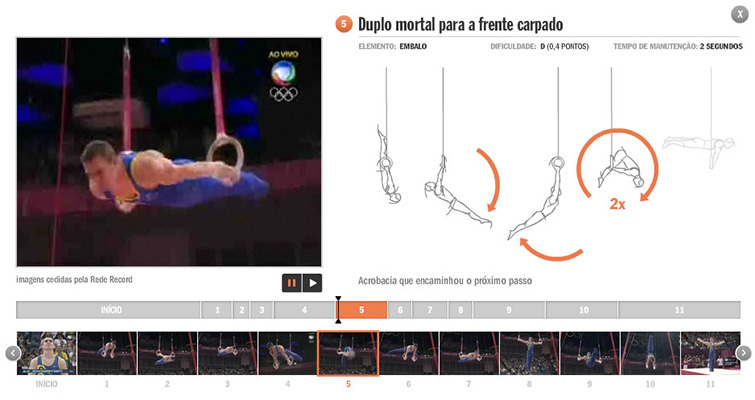 X
5 Duplo mortal para a frente carpado
ELEMENTO: EMBALO DIFICULDADE: D (0,4 PONTOS) TEMPO DE MANUTENÇÃO: 2 SEGUNDOS
AO VIVO
2x
imagens cedidas pela Rede Record
Acrobacia que encaminhou o próximo passo
INÍCIO 1 2 3 4 5 6 7 8 9 10 11
INÍCIO 1 2 3 4 5 6 7 8 9 10 11